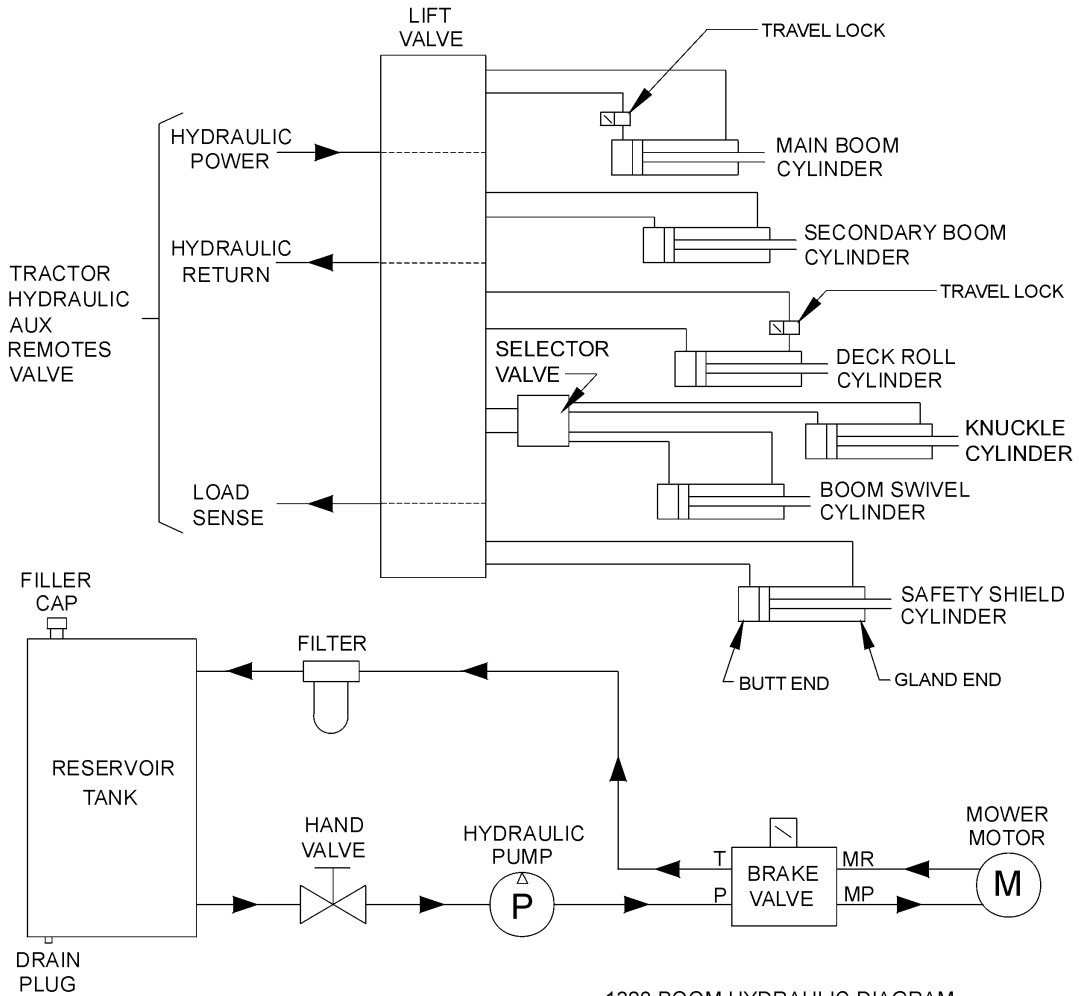 LIFT
VALVE
TRAVEL LOCK
HYDRAULIC
POWER
MAIN BOOM
CYLINDER
HYDRAULIC
RETURN
SECONDARY BOOM
CYLINDER
TRACTOR
HYDRAULIC
AUX
REMOTES
VALVE
TRAVEL LOCK
SELECTOR
VALVE
DECK ROLL
CYLINDER
KNUCKLE
CYLINDER
LOAD
SENSE
BOOM SWIVEL
CYLINDER
SAFETY SHIELD
CYLINDER
BUTT END
GLAND END
FILLER
CAP
FILTER
RESERVOIR
TANK
HAND
VALVE
HYDRAULIC
PUMP
P
MOWER
MOTOR
M
T
P
BRAKE
VALVE
MR
MP
DRAIN
PLUG
BOOM HYDRAULIC DIAGRAM